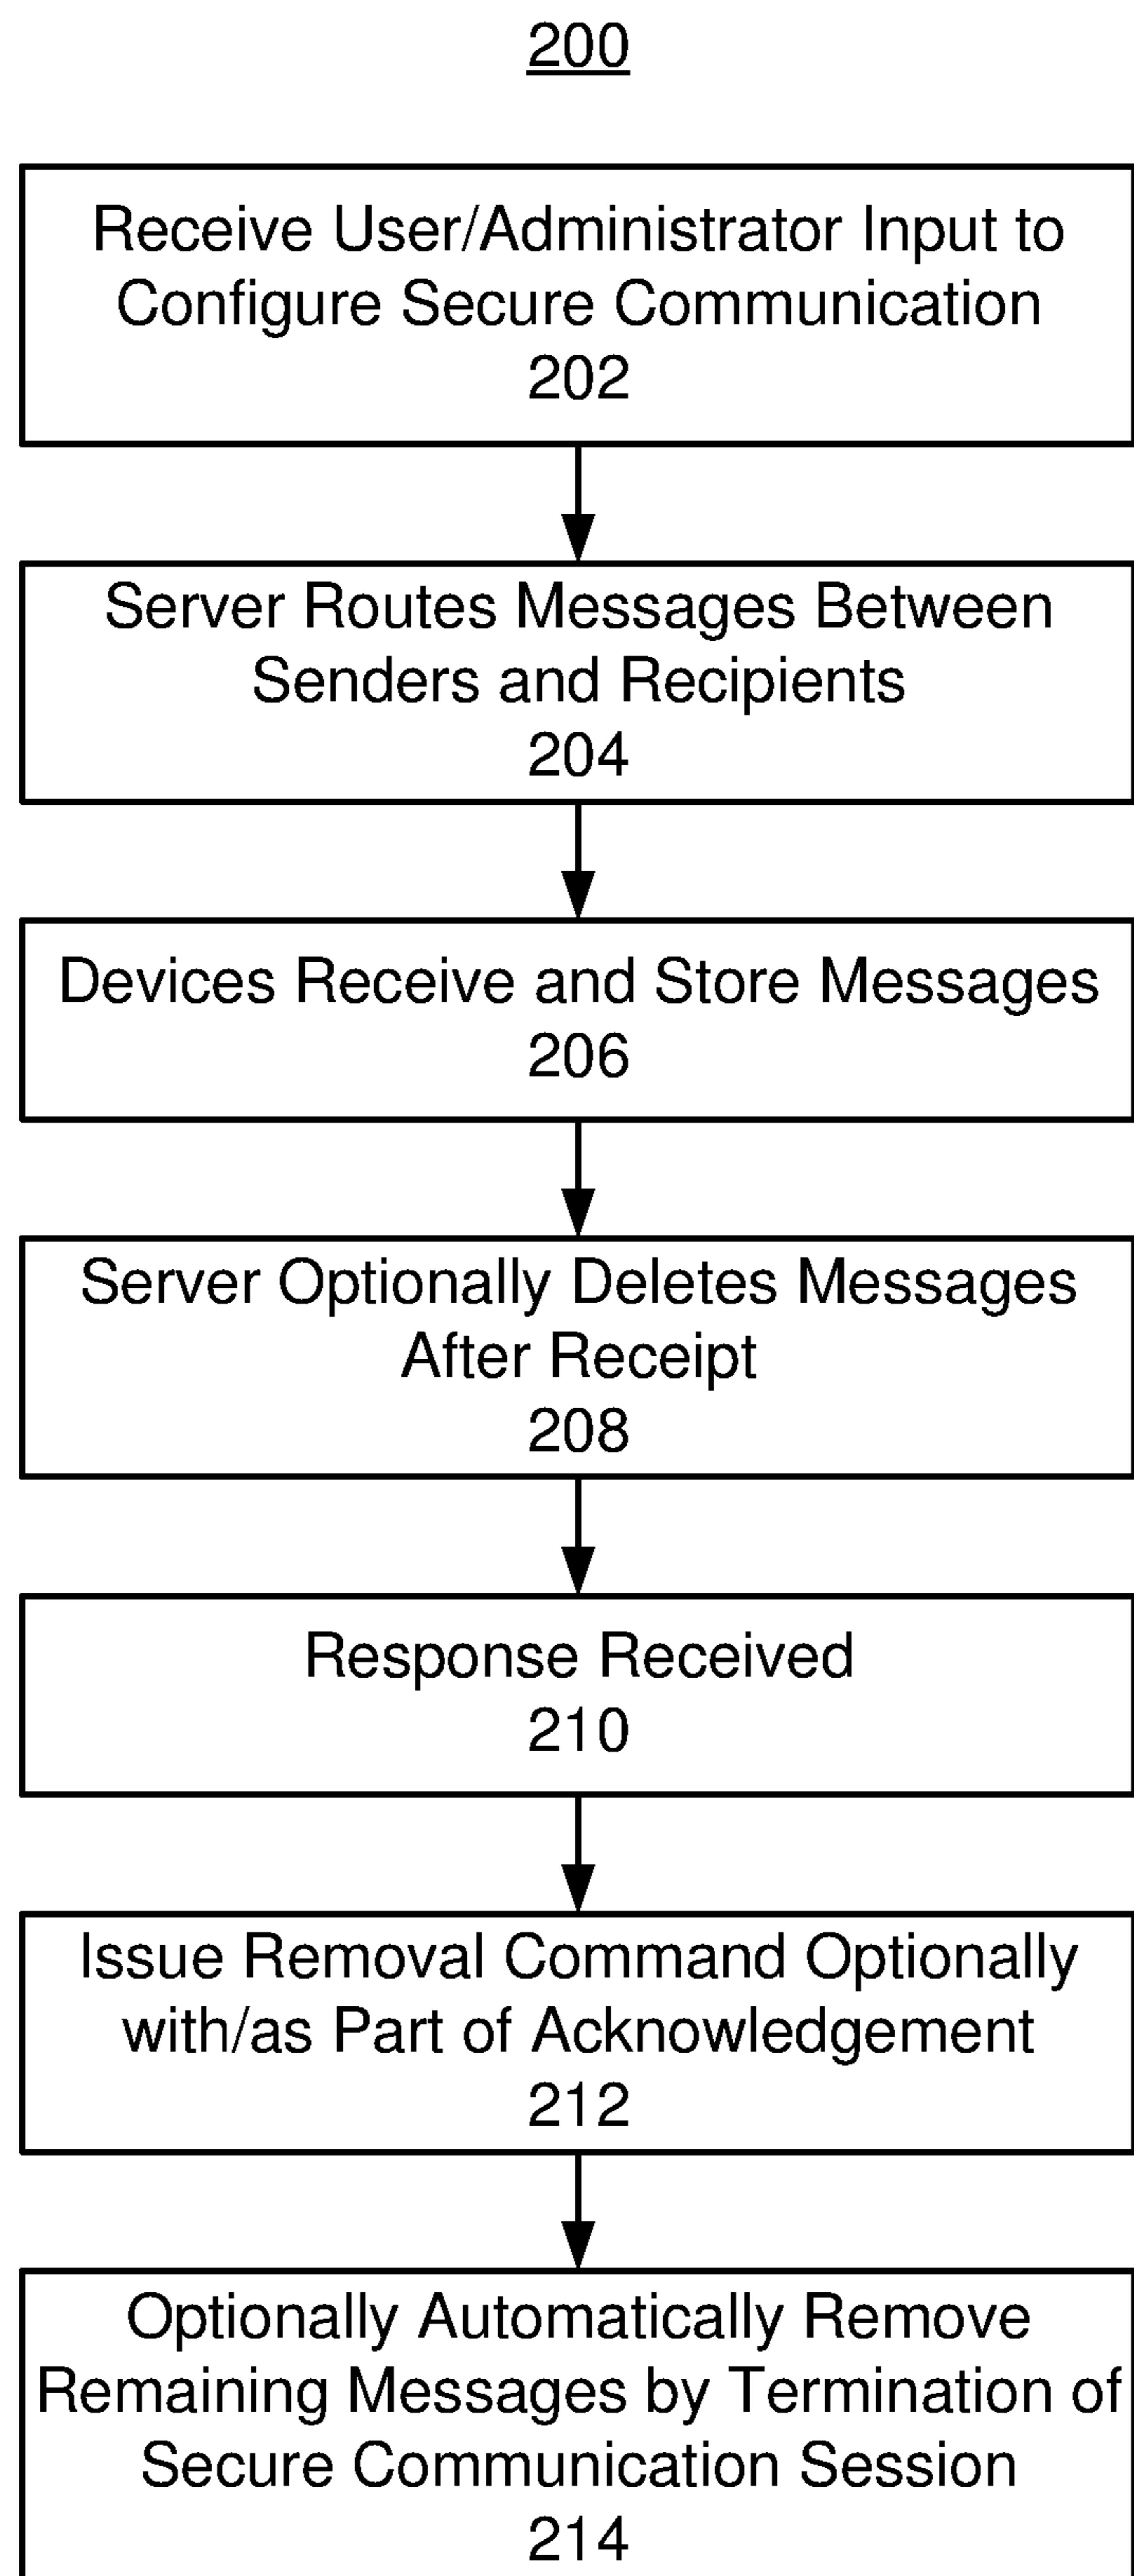 200
Receive User/Administrator Input to
Configure Secure Communication
202
Server Routes Messages Between
Senders and Recipients
204
Devices Receive and Store Messages
206
Server Optionally Deletes Messages
After Receipt
208
Response Received
210
Issue Removal Command Optionally
with/as Part of Acknowledgement
212
Optionally Automatically Remove
Remaining Messages by Termination of
Secure Communication Session
214